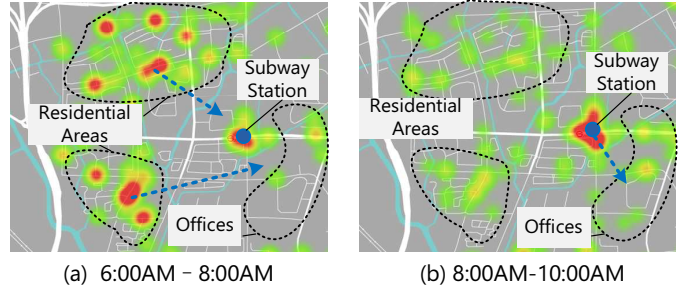 Subway
Station
Residential
Areas
Offices
(a) 6:00AM – 8:00AM
Subway
Station
Residential
Areas
Offices
(b) 8:00AM-10:00AM